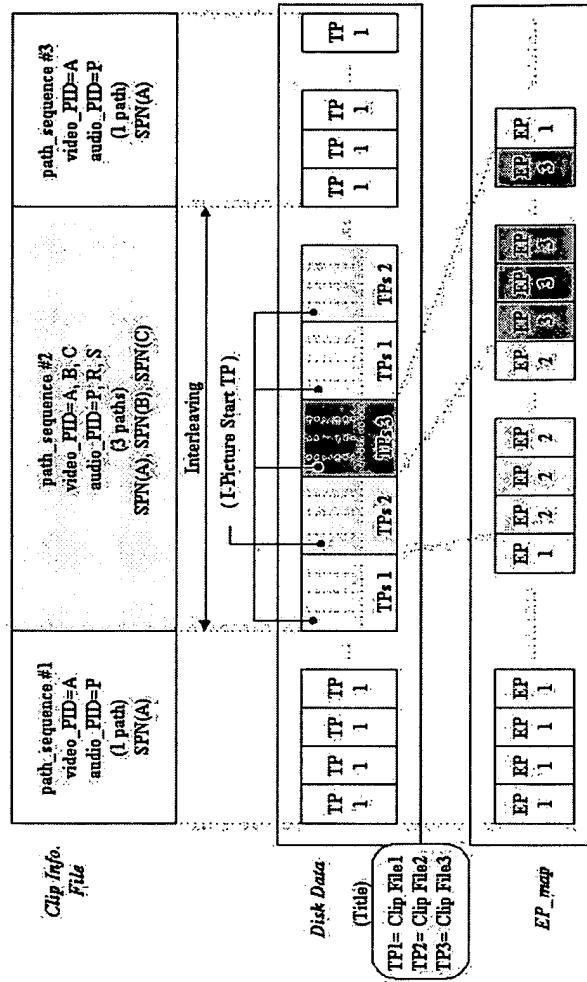 Clip Info.
File
path_sequence #1
video_PID=A
audio_PID=P
(1 path)
SPN(A)
path_sequence #2
video_PID=A, B, C
audio_PID=P, R, S
(3 paths)
SPN(A), SPN(B), SPN(C)
path_sequence #3
video_PID=A
audio_PID=P
(1 path)
SPN(A)
Interleaving
( I-Picture Start TP )
Disk Data
(Title)
TP1= Clip File1
TP2= Clip File2
TP3= Clip File3
TP 1
TP 1
TP 1
TP 1
...
TPs 1
TPs 2
TPs 3
TPs 1
TPs 2
...
TP 1
TP 1
TP 1
...
TP 1
EP_map
EP 1
EP 1
EP 1
EP 1
EP 1
EP 2
EP 2
EP 2
...
EP 2
EP 3
EP 3
EP 3
...
EP 3
EP 1